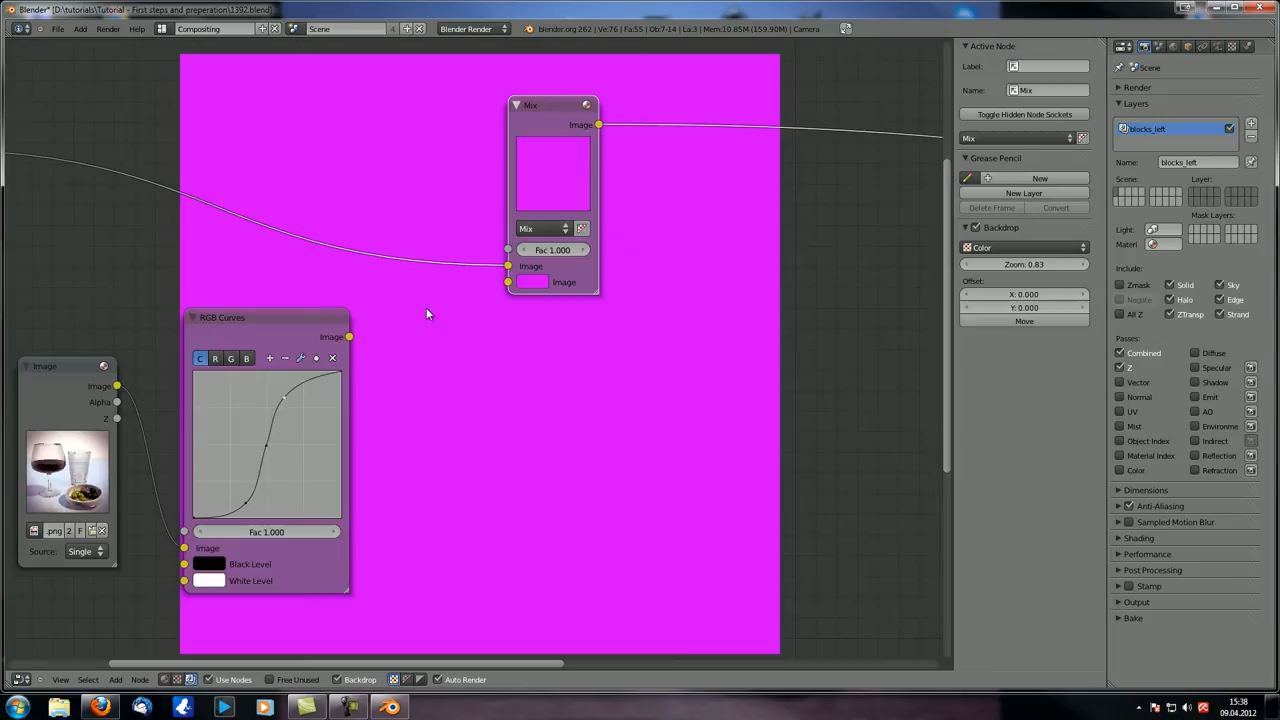 Blender* [D:\tutorials\Tutorial - First steps and preperation\1392.blend]
File Add Render Help Compositing Scene 4 Blender Render blender.org 262 | Ve:76 | Fa:55 | Ob:7-14 | La:3 | Mem:10.85M (159.90M) | Camera
Active Node
Label:
Name: Mix
Toggle Hidden Node Sockets
Mix
Grease Pencil
New
New Layer
Delete Frame Convert
Backdrop
Color
Zoom: 0.83
Offset:
X: 0.000
Y: 0.000
Move
Scene
Render
Layers
blocks_left
Name: blocks_left
Scene: Layer:
Mask Layers:
Light:
Materi
Include:
Zmask Solid Sky
Negate Halo Edge
All Z ZTransp Strand
Passes:
Combined Diffuse
Z Specular
Vector Shadow
Normal Emit
UV AO
Mist Environme
Object Index Indirect
Material Index Reflection
Color Refraction
Dimensions
Anti-Aliasing
Sampled Motion Blur
Shading
Performance
Post Processing
Stamp
Output
Bake
Mix
Image
Mix
Fac 1.000
Image
Image
RGB Curves
Image
C R G B
Fac 1.000
Image
Black Level
White Level
Image
Image
Alpha
Z
.png 2 F
Source: Single
View Select Add Node Use Nodes Free Unused Backdrop Auto Render
15:38
09.04.2012